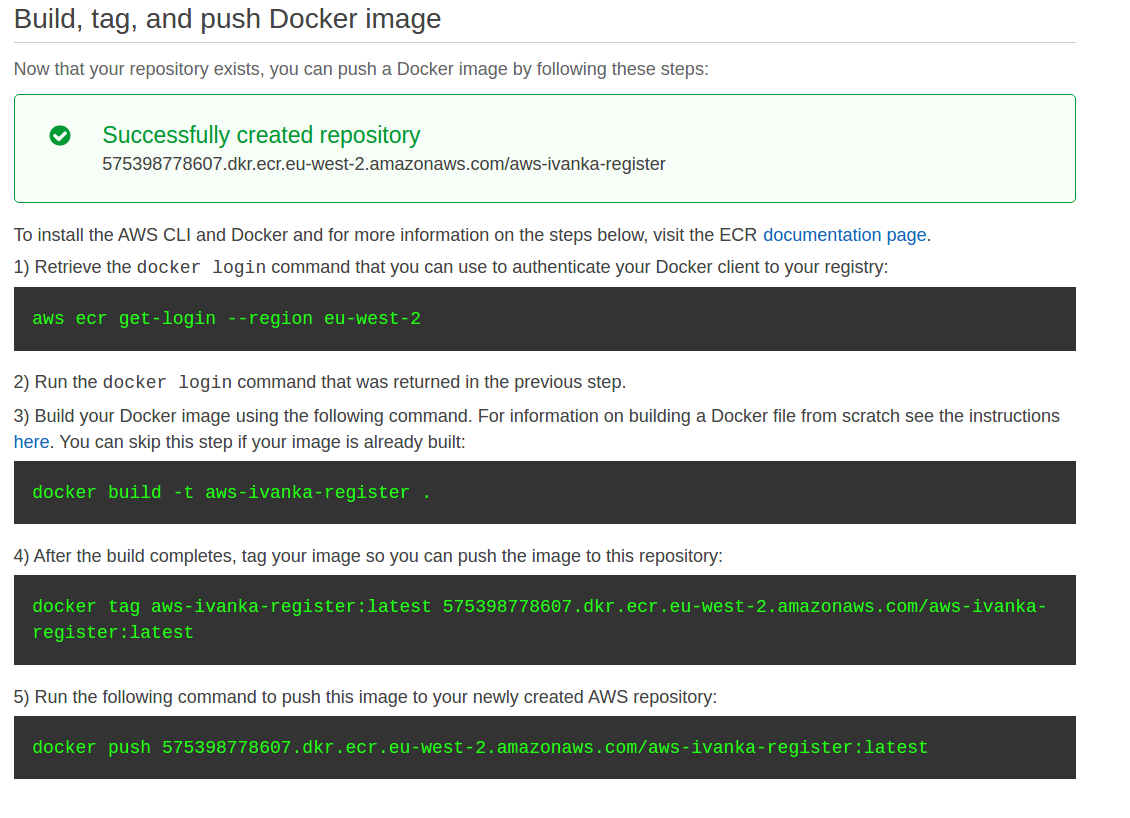 Build, tag, and push Docker image
Now that your repository exists, you can push a Docker image by following these steps:
Successfully created repository
575398778607.dkr.ecr.eu-west-2.amazonaws.com/aws-ivanka-register
To install the AWS CLI and Docker and for more information on the steps below, visit the ECR documentation page.
1) Retrieve the docker login command that you can use to authenticate your Docker client to your registry:
aws ecr get-login --region eu-west-2
2) Run the docker login command that was returned in the previous step.
3) Build your Docker image using the following command. For information on building a Docker file from scratch see the instructions
here. You can skip this step if your image is already built:
docker build -t aws-ivanka-register .
4) After the build completes, tag your image so you can push the image to this repository:
docker tag aws-ivanka-register:latest 575398778607.dkr.ecr.eu-west-2.amazonaws.com/aws-ivanka-
register:latest
5) Run the following command to push this image to your newly created AWS repository:
docker push 575398778607.dkr.ecr.eu-west-2.amazonaws.com/aws-ivanka-register:latest